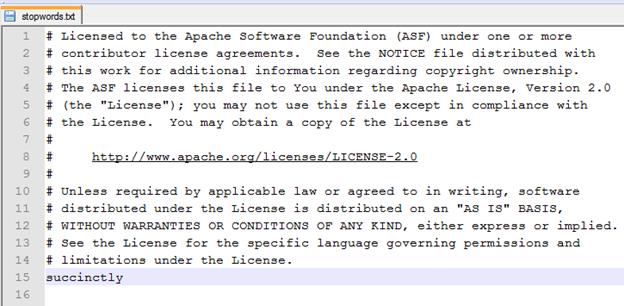 stopwords.txt
1 # Licensed to the Apache Software Foundation (ASF) under one or more
2 # contributor license agreements.  See the NOTICE file distributed with
3 # this work for additional information regarding copyright ownership.
4 # The ASF licenses this file to You under the Apache License, Version 2.0
5 # (the "License"); you may not use this file except in compliance with
6 # the License.  You may obtain a copy of the License at
7 #
8 #     http://www.apache.org/licenses/LICENSE-2.0
9 #
10 # Unless required by applicable law or agreed to in writing, software
11 # distributed under the License is distributed on an "AS IS" BASIS,
12 # WITHOUT WARRANTIES OR CONDITIONS OF ANY KIND, either express or implied.
13 # See the License for the specific language governing permissions and
14 # limitations under the License.
15 succinctly
16